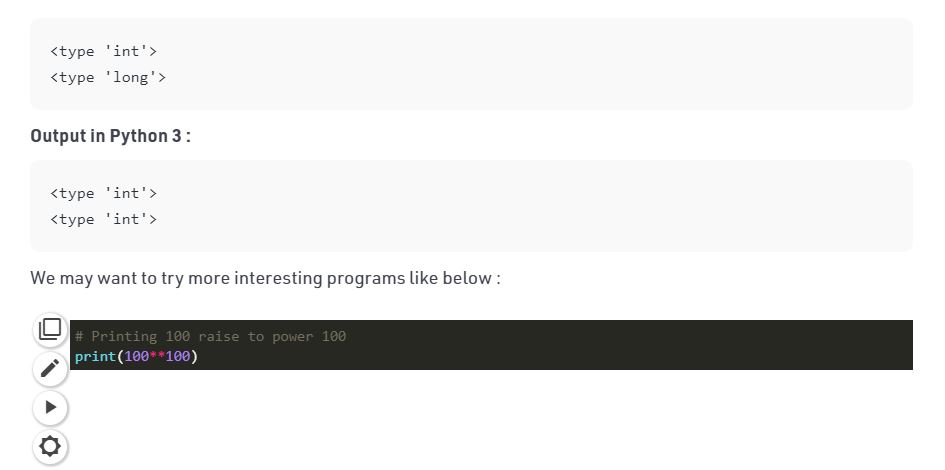 <type 'int'>
<type 'long'>
Output in Python 3 :
<type 'int'>
<type 'int'>
We may want to try more interesting programs like below :
# Printing 100 raise to power 100
print(100**100)